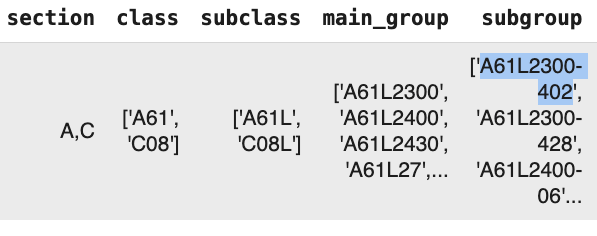 section class subclass main_group subgroup
A,C
['A61',
'C08']
['A61L',
'C08L']
['A61L2300',
'A61L2400',
'A61L2430',
'A61L27',...
['A61L2300-
402',
'A61L2300-
428',
'A61L2400-
06'...